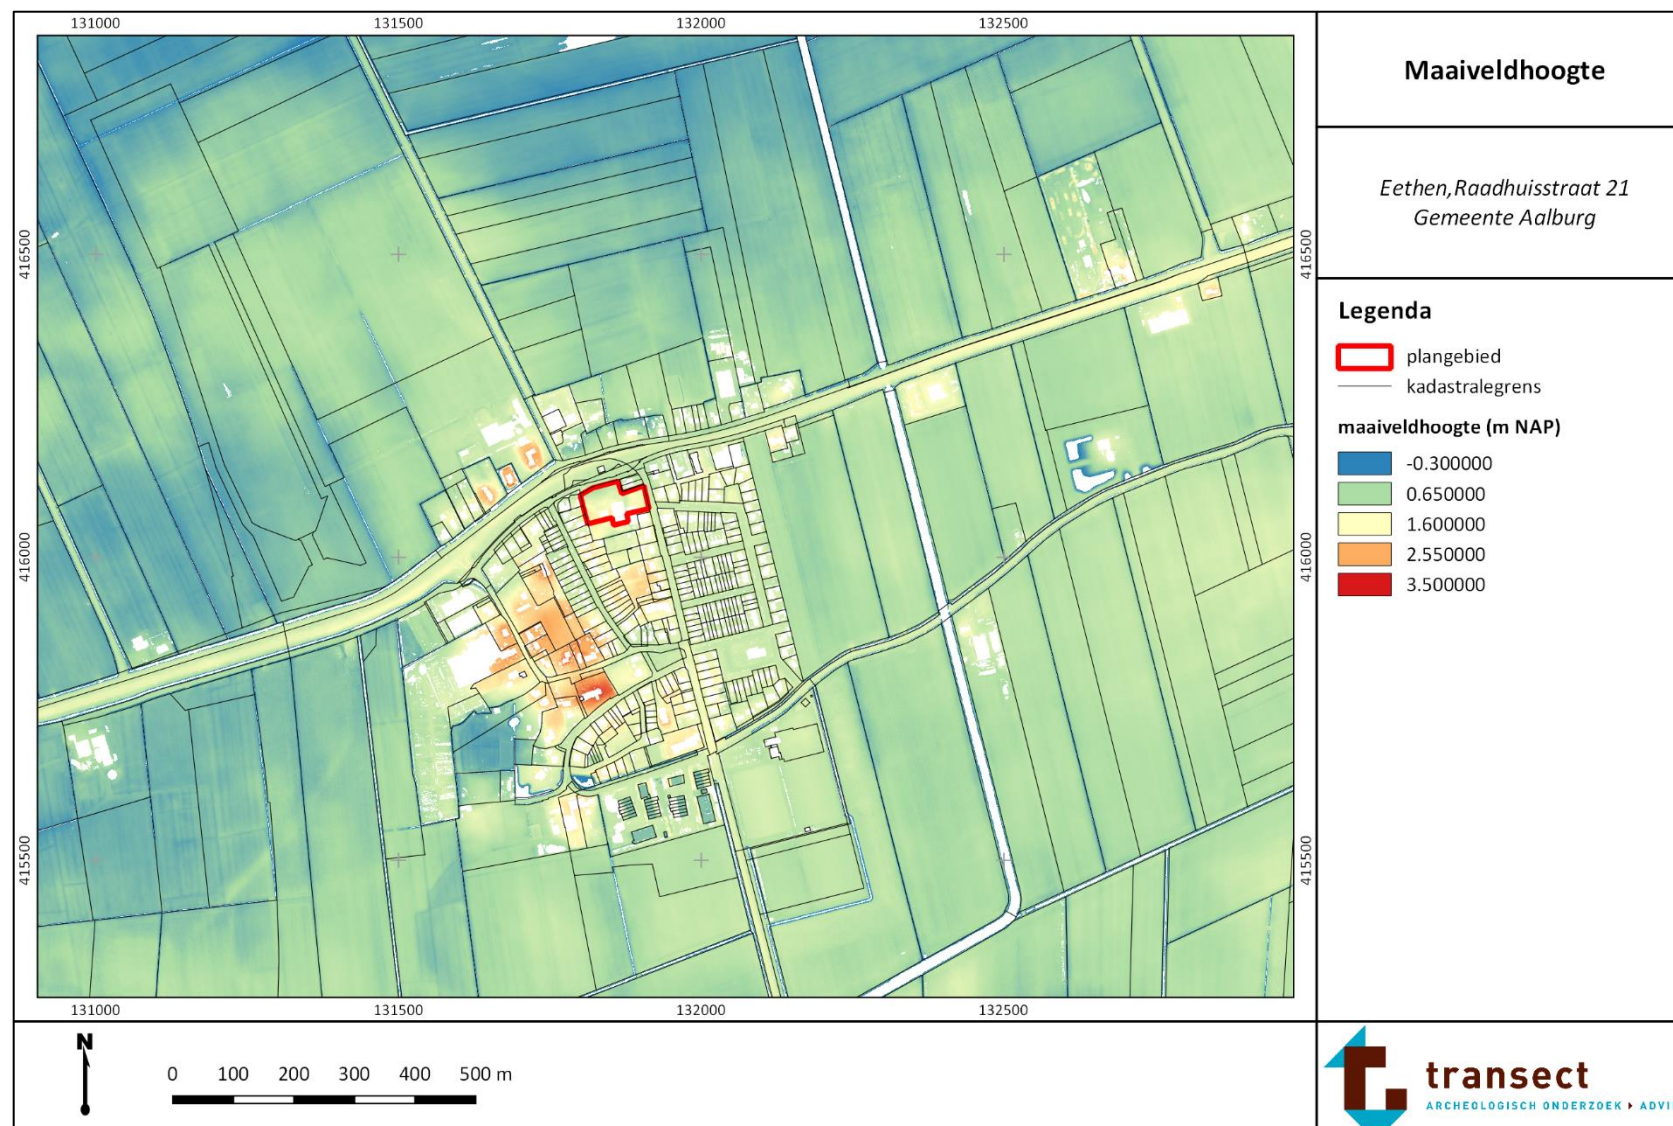 131000 131500 132000 132500
Maaiveldhoogte
Eethen,Raadhuisstraat 21
Gemeente Aalburg
416500 416500
Legenda
plangebied
kadastralegrens
maaiveldhoogte (m NAP)
-0.300000
0.650000
1.600000
2.550000
3.500000
416000 416000
415500 415500
131000 131500 132000 132500
N
0 100 200 300 400 500 m
transect
ARCHEOLOGISCH ONDERZOEK ADVI